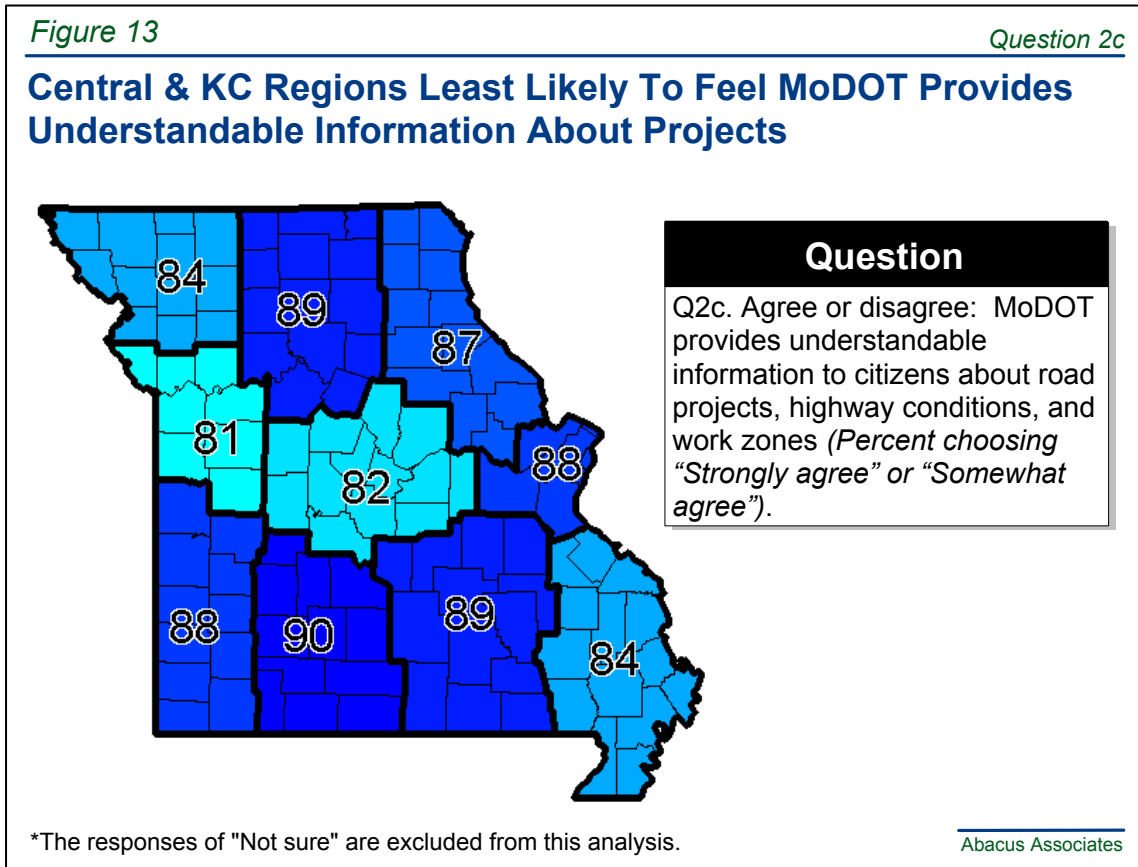 Figure 13
Question 2c
Central & KC Regions Least Likely To Feel MoDOT Provides
Understandable Information About Projects
84
89
87
81
82
88
88
90
89
84
Question
Q2c. Agree or disagree:  MoDOT
provides understandable
information to citizens about road
projects, highway conditions, and
work zones (Percent choosing
“Strongly agree” or “Somewhat
agree”).
*The responses of "Not sure" are excluded from this analysis.
Abacus Associates